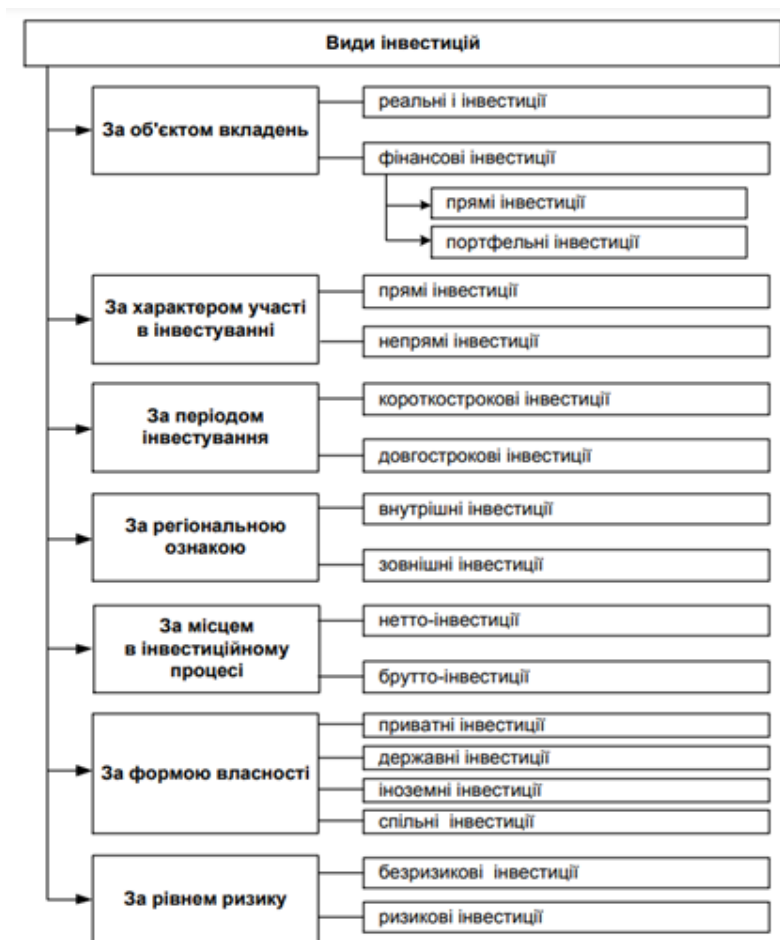 Види інвестицій
За об'єктом вкладень
реальні і інвестиції
фінансові інвестиції
прямі інвестиції
портфельні інвестиції
За характером участі
в інвестуванні
прямі інвестиції
непрямі інвестиції
За періодом
інвестування
короткострокові інвестиції
довгострокові інвестиції
За регіональною
ознакою
внутрішні інвестиції
зовнішні інвестиції
За місцем
в інвестиційному
процесі
нетто-інвестиції
брутто-інвестиції
За формою власності
приватні інвестиції
державні інвестиції
іноземні інвестиції
спільні інвестиції
За рівнем ризику
безризикові інвестиції
ризикові інвестиції